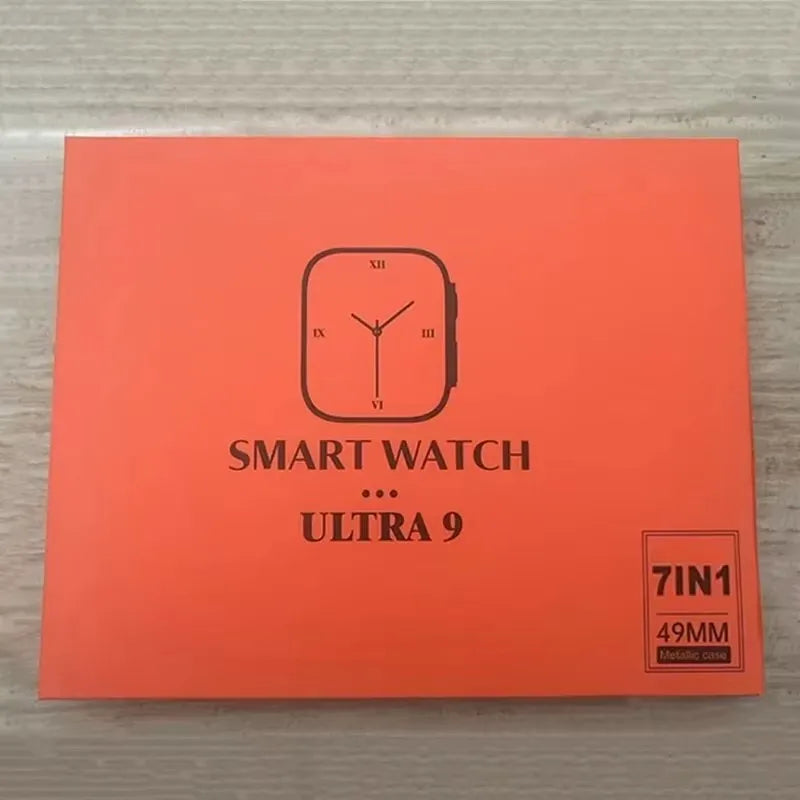 XII
IX III
VI
SMART WATCH
•••
ULTRA 9
7IN1
49MM
Metallic case